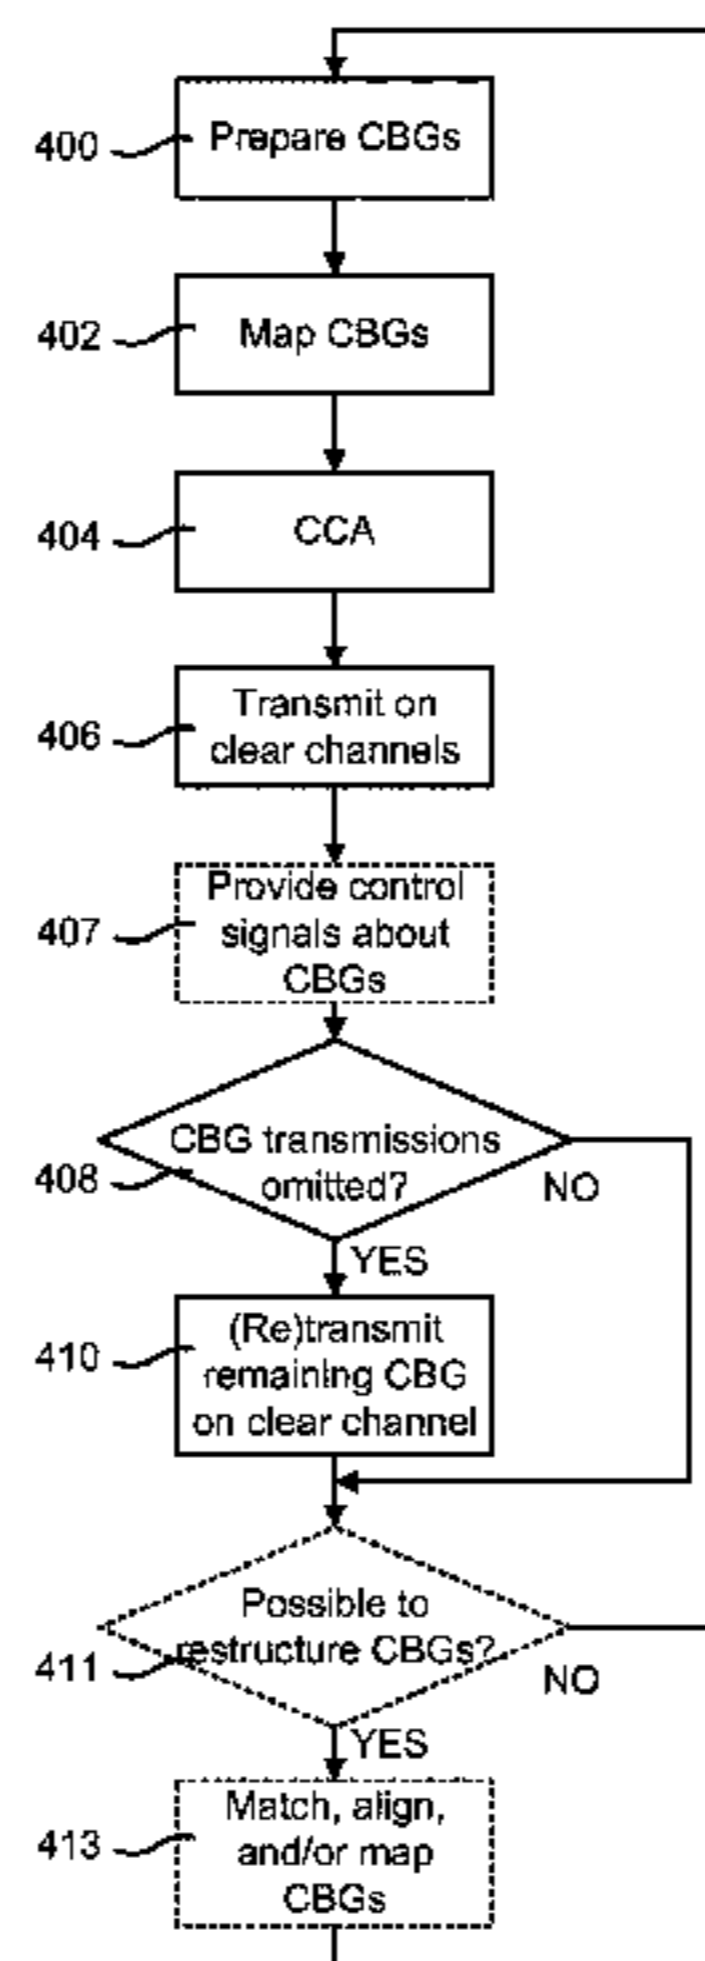 400
Prepare CBGs
402
Map CBGs
404
CCA
406
Transmit on
clear channels
407
Provide control
signals about
CBGs
408
CBG transmissions
omitted?
NO
YES
410
(Re)transmit
remaining CBG
on clear channel
411
Possible to
restructure CBGs?
NO
YES
413
Match, align,
and/or map
CBGs